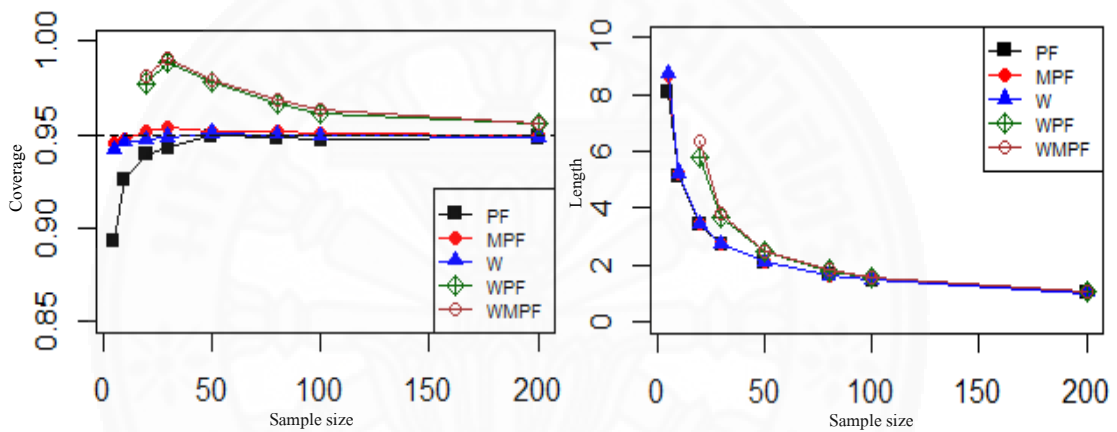 Coverage
1.00
0.95
0.90
0.85
PF
MPF
W
WPF
WMPF
0 50 100 150 200
Sample size
Length
10
8
6
4
2
0
PF
MPF
W
WPF
WMPF
0 50 100 150 200
Sample size